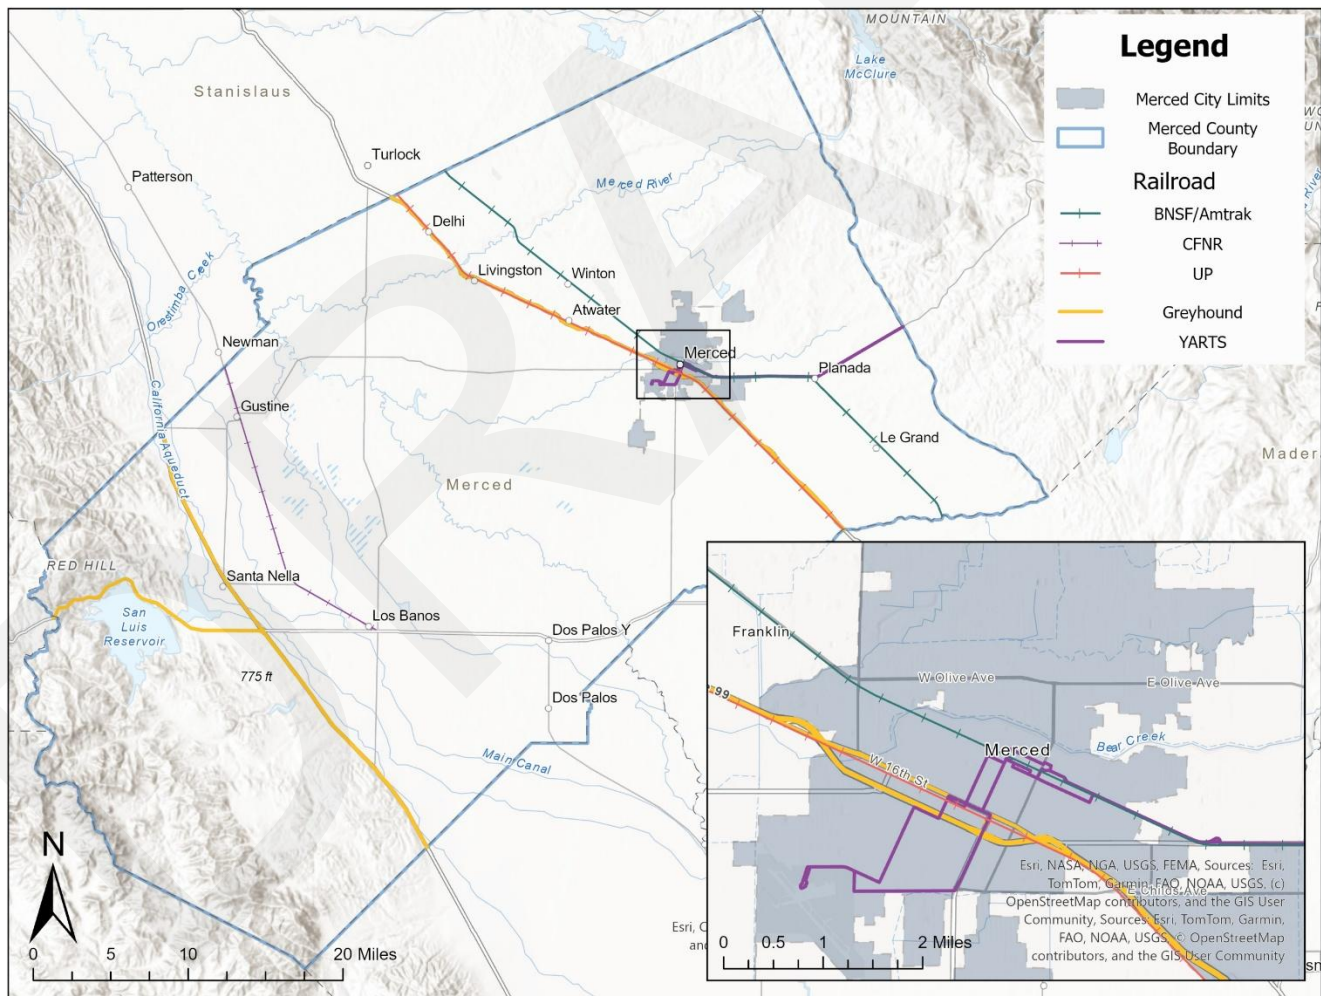 MOUNTAIN
Lake
McClure
Stanislaus
Turlock
Patterson
Merced River
Delhi
Orestimba Creek
Livingston
Winton
Atwater
Newman
Merced
Planada
California Aqueduct
Gustine
Le Grand
Madera
Merced
RED HILL
Santa Nella
San
Luis
Reservoir
Los Banos
Dos Palos Y
775 ft
Dos Palos
Main Canal
N
0 5 10 20 Miles
Legend
Merced City Limits
Merced County
Boundary
Railroad
BNSF/Amtrak
CFNR
UP
Greyhound
YARTS
Franklin
W Olive Ave
E Olive Ave
99
Merced
Bear Creek
W 16th St
E Childs Ave
Esri, NASA, NGA, USGS, FEMA, Sources: Esri,
TomTom, Garmin, FAO, NOAA, USGS, (c)
OpenStreetMap contributors, and the GIS User
Community, Sources: Esri, TomTom, Garmin,
FAO, NOAA, USGS, © OpenStreetMap
contributors, and the GIS User Community
0 0.5 1 2 Miles